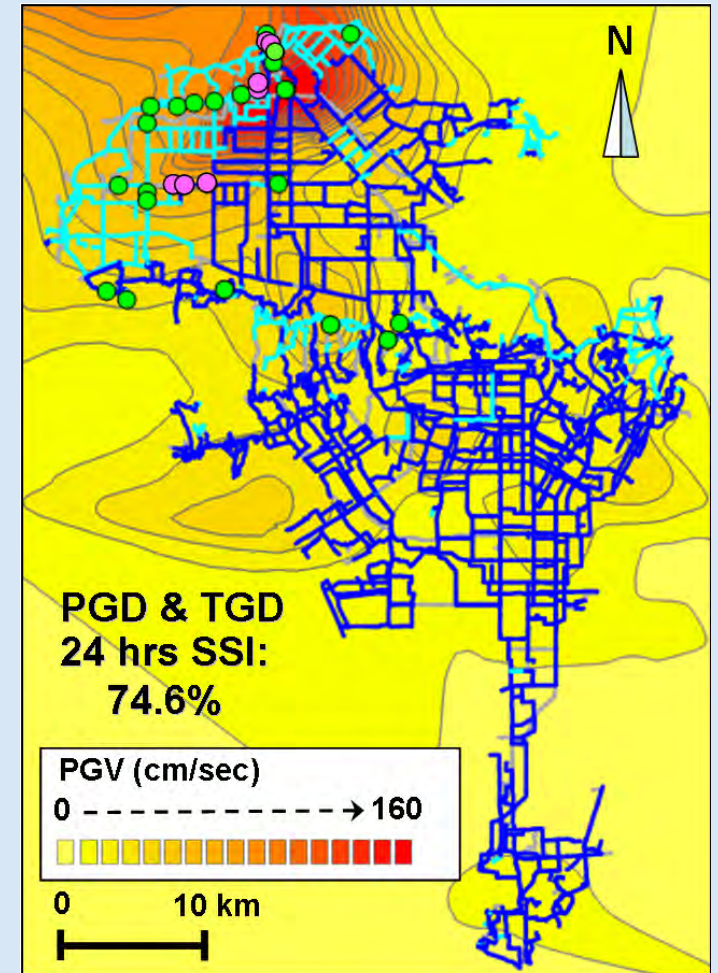 N
PGD & TGD
24 hrs SSI:
74.6%
PGV (cm/sec)
0 160
0 10 km